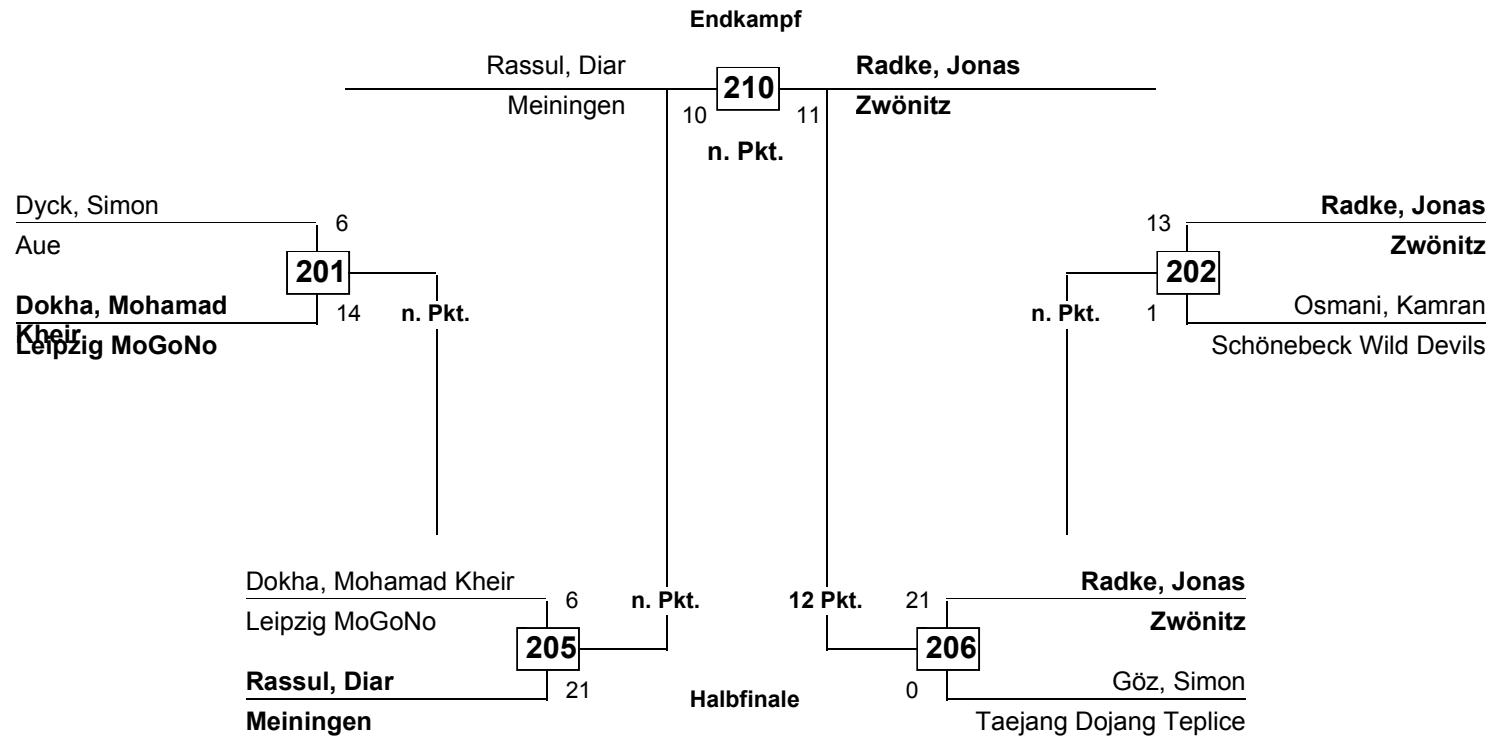 Endkampf
Rassul, Diar
Meiningen
10
210
11
n. Pkt.
Radke, Jonas
Zwönitz
Dyck, Simon
Aue
6
201
Dokha, Mohamad
Kheir
Leipzig MoGoNo
14
n. Pkt.
13
Radke, Jonas
Zwönitz
202
n. Pkt.
1
Osmani, Kamran
Schönebeck Wild Devils
Dokha, Mohamad Kheir
Leipzig MoGoNo
6
205
n. Pkt.
Rassul, Diar
Meiningen
21
Halbfinale
12 Pkt.
21
Radke, Jonas
Zwönitz
206
0
Göz, Simon
Taejang Dojang Teplice